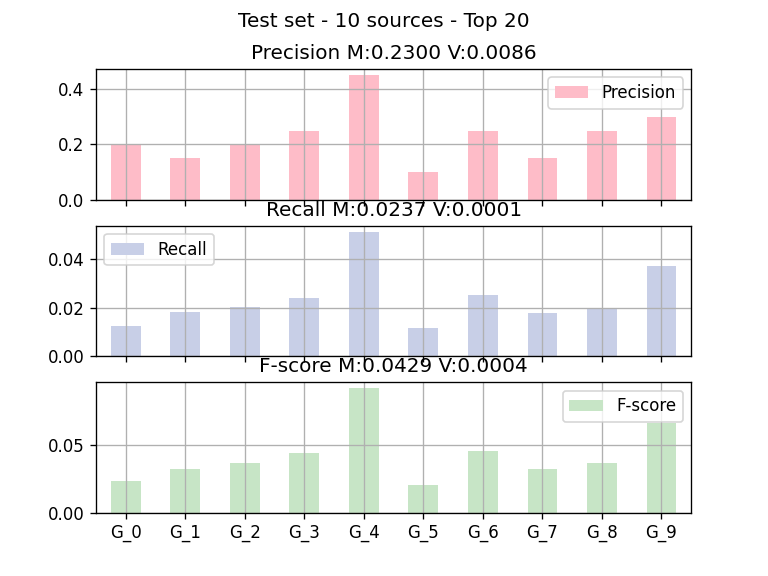 Test set - 10 sources - Top 20
Precision M:0.2300 V:0.0086
0.4
0.2
0.0
Precision
Recall M:0.0237 V:0.0001
0.04
0.02
0.00
Recall
F-score M:0.0429 V:0.0004
0.05
0.00
F-score
G_0 G_1 G_2 G_3 G_4 G_5 G_6 G_7 G_8 G_9